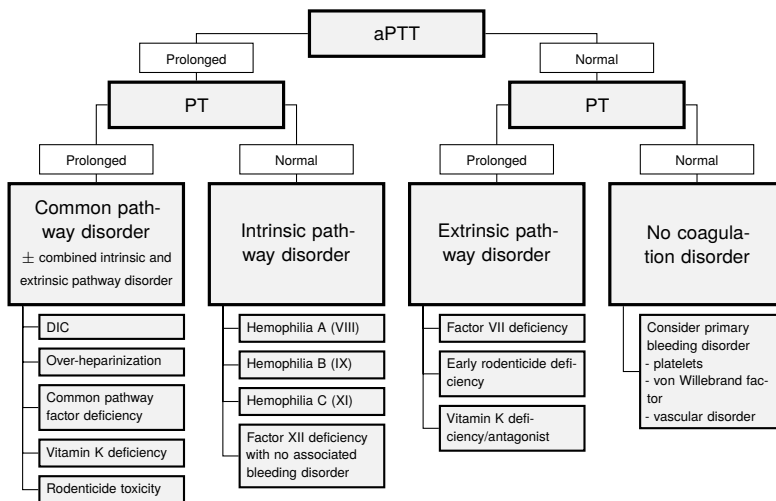 aPTT
Prolonged
Normal
PT
PT
Prolonged
Normal
Prolonged
Normal
Common path-
way disorder
± combined intrinsic and
extrinsic pathway disorder
Intrinsic path-
way disorder
Extrinsic path-
way disorder
No coagula-
tion disorder
DIC
Over-heparinization
Common pathway
factor deficiency
Vitamin K deficiency
Rodenticide toxicity
Hemophilia A (VIII)
Hemophilia B (IX)
Hemophilia C (XI)
Factor XII deficiency
with no associated
bleeding disorder
Factor VII deficiency
Early rodenticide defi-
ciency
Vitamin K defi-
ciency/antagonist
Consider primary
bleeding disorder
- platelets
- von Willebrand fac-
tor
- vascular disorder